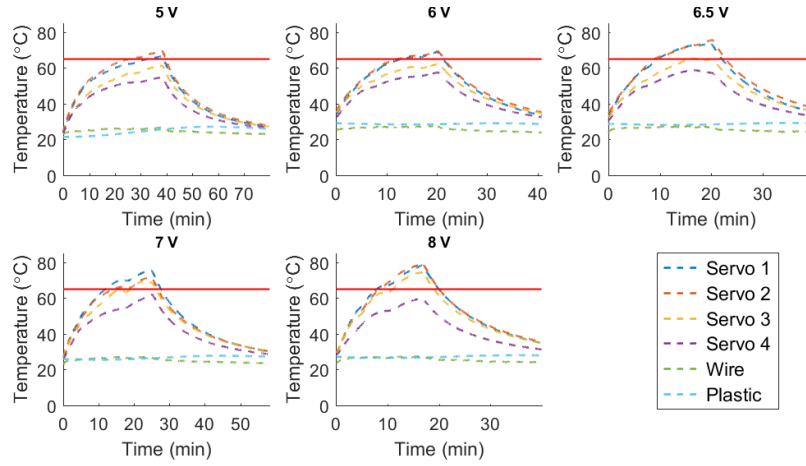 5 V
6 V
6.5 V
80
60
40
20
0
Temperature (°C)
0 10 20 30 40 50 60 70
Time (min)
80
60
40
20
0
Temperature (°C)
0 10 20 30 40
Time (min)
80
60
40
20
0
Temperature (°C)
0 10 20 30
Time (min)
7 V
8 V
80
60
40
20
0
Temperature (°C)
0 10 20 30 40 50
Time (min)
80
60
40
20
0
Temperature (°C)
0 10 20 30
Time (min)
Servo 1
Servo 2
Servo 3
Servo 4
Wire
Plastic